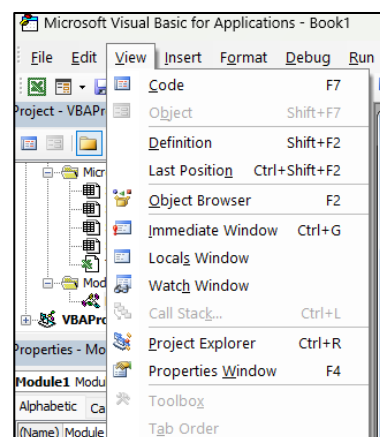 Microsoft Visual Basic for Applications - Book1
File Edit View Insert Format Debug Run
Code F7
Project - VBAPr
Object Shift+F7
Definition Shift+F2
Last Position Ctrl+Shift+F2
Micr
Object Browser F2
Immediate Window Ctrl+G
Locals Window
Mod
Watch Window
Call Stack... Ctrl+L
VBAPro
Project Explorer Ctrl+R
Properties - Mo
Properties Window F4
Module1 Modu
Toolbox
Alphabetic Ca
Tab Order
(Name) Module